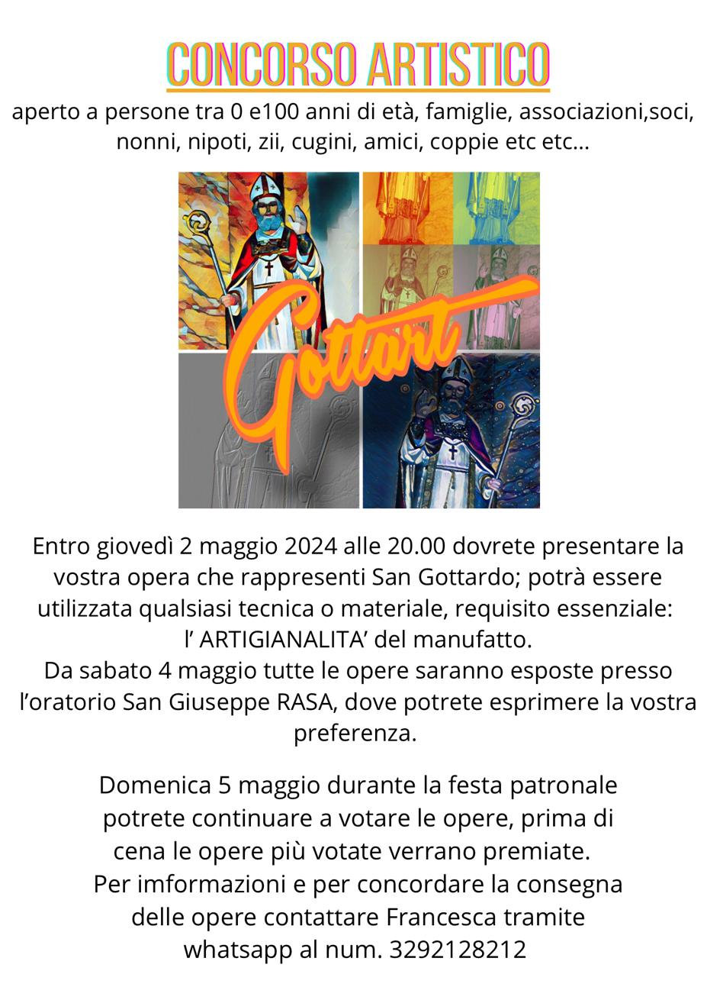 CONCORSO ARTISTICO
aperto a persone tra 0 e100 anni di età, famiglie, associazioni,soci,
nonni, nipoti, zii, cugini, amici, coppie etc etc...
Gottart
Entro giovedì 2 maggio 2024 alle 20.00 dovrete presentare la
vostra opera che rappresenti San Gottardo; potrà essere
utilizzata qualsiasi tecnica o materiale, requisito essenziale:
l’ ARTIGIANALITA’ del manufatto.
Da sabato 4 maggio tutte le opere saranno esposte presso
l’oratorio San Giuseppe RASA, dove potrete esprimere la vostra
preferenza.
Domenica 5 maggio durante la festa patronale
potrete continuare a votare le opere, prima di
cena le opere più votate verrano premiate.
Per imformazioni e per concordare la consegna
delle opere contattare Francesca tramite
whatsapp al num. 3292128212